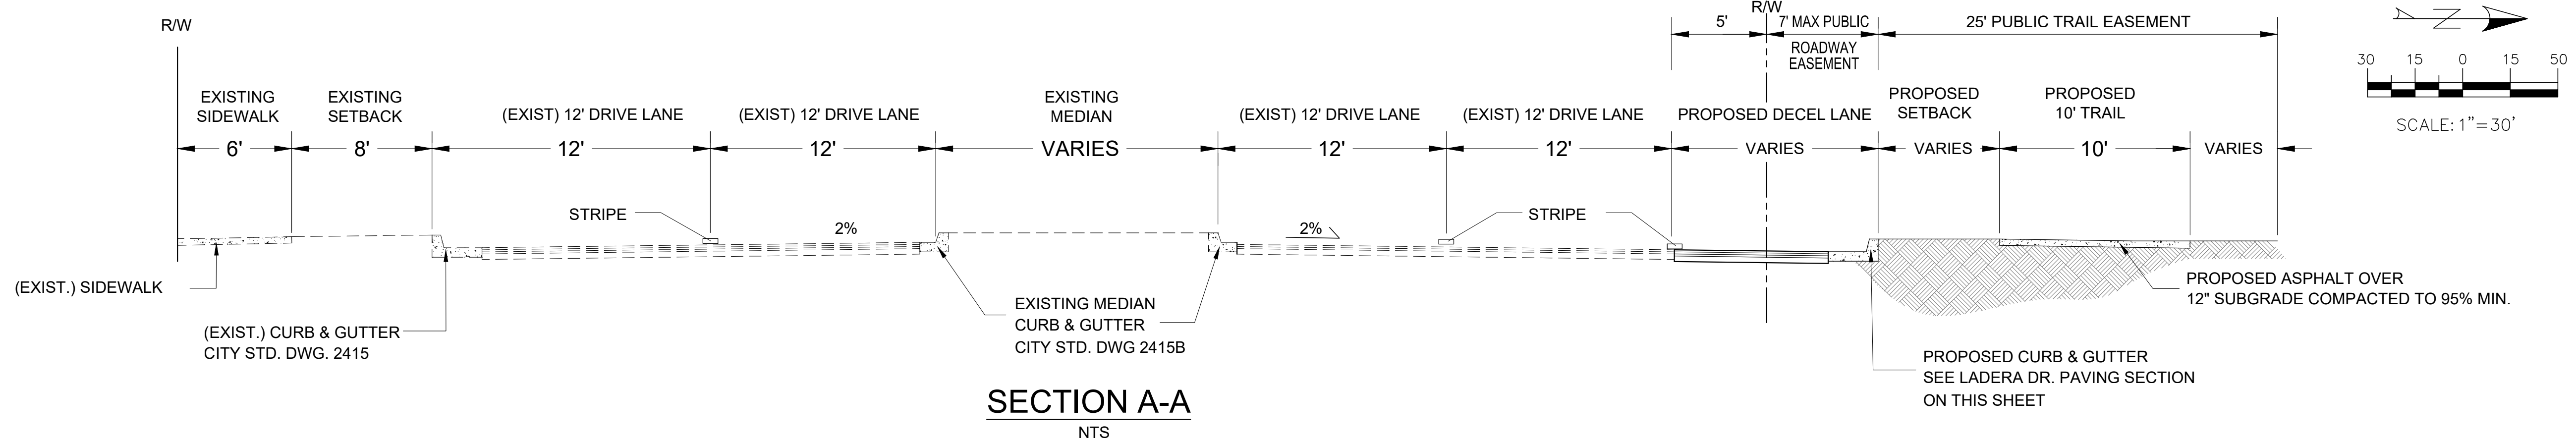 R/W
R/W
5'
7' MAX PUBLIC
ROADWAY
EASEMENT
25' PUBLIC TRAIL EASEMENT
Z
30 15 0 15 50
SCALE: 1"=30'
EXISTING
SIDEWALK
EXISTING
SETBACK
(EXIST) 12' DRIVE LANE
(EXIST) 12' DRIVE LANE
EXISTING
MEDIAN
(EXIST) 12' DRIVE LANE
(EXIST) 12' DRIVE LANE
PROPOSED DECEL LANE
PROPOSED
SETBACK
PROPOSED
10' TRAIL
6'
8'
12'
12'
VARIES
12'
12'
VARIES
VARIES
10'
VARIES
STRIPE
2%
2%
STRIPE
(EXIST.) SIDEWALK
(EXIST.) CURB & GUTTER
CITY STD. DWG. 2415
EXISTING MEDIAN
CURB & GUTTER
CITY STD. DWG 2415B
PROPOSED ASPHALT OVER
12" SUBGRADE COMPACTED TO 95% MIN.
PROPOSED CURB & GUTTER
SEE LADERA DR. PAVING SECTION
ON THIS SHEET
SECTION A-A
NTS